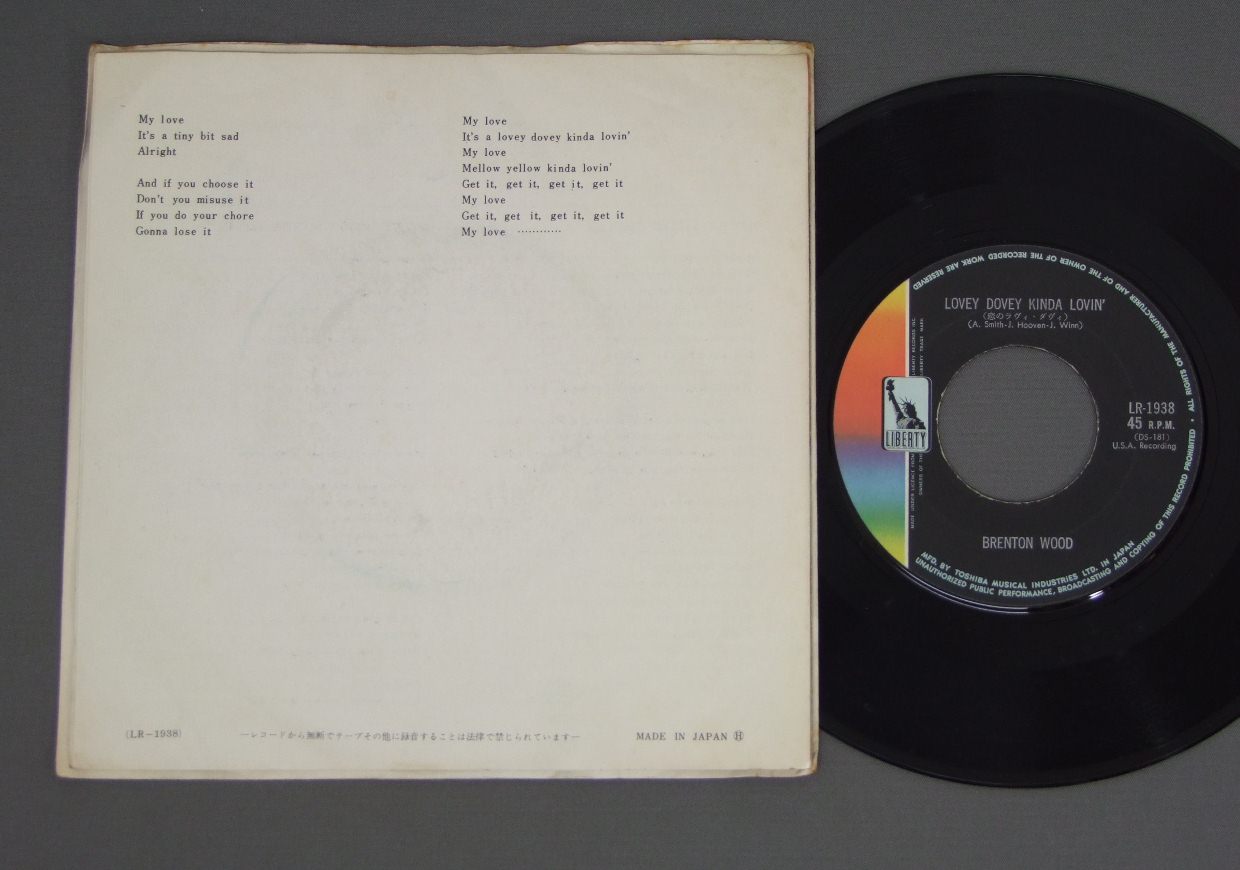 My love
It's a tiny bit sad
Alright
And if you choose it
Don't you misuse it
If you do your chore
Gonna lose it
My love
It's a lovey dovey kinda lovin'
My love
Mellow yellow kinda lovin'
Get it, get it, get it, get it
My love
Get it, get it, get it, get it
My love …………
(LR-1938)
—レコードから無断でテープその他に録音することは法律で禁じられています—
MADE IN JAPAN Ⓗ
LOVEY DOVEY KINDA LOVIN'
(恋のラヴィ・ダヴィ)
(A. Smith-J. Hooven-J. Winn)
LR-1938
45 R.P.M.
(DS-181)
U.S.A. Recording
LIBERTY
BRENTON WOOD
MFD. BY TOSHIBA MUSICAL INDUSTRIES LTD. IN JAPAN
ALL RIGHTS OF THE MANUFACTURER AND OF THE OWNER OF THE RECORDED WORK ARE RESERVED
UNAUTHORIZED PUBLIC PERFORMANCE, BROADCASTING AND COPYING OF THIS RECORD PROHIBITED •